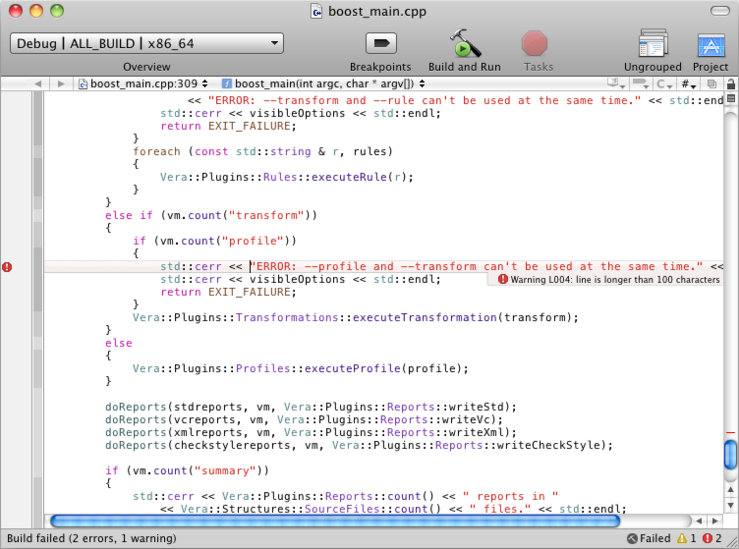 boost_main.cpp
Debug | ALL_BUILD | x86_64
Overview
Breakpoints
Build and Run
Tasks
Ungrouped
Project
boost_main.cpp:309
f boost_main(int argc, char * argv[])
C
#
<< "ERROR: --transform and --rule can't be used at the same time." << std::end
std::cerr << visibleOptions << std::endl;
return EXIT_FAILURE;
}
foreach (const std::string & r, rules)
{
Vera::Plugins::Rules::executeRule(r);
}
}
else if (vm.count("transform"))
{
if (vm.count("profile"))
{
std::cerr << "ERROR: --profile and --transform can't be used at the same time." <<
std::cerr << visibleOptions << std::endl;
Warning L004: line is longer than 100 characters
return EXIT_FAILURE;
}
Vera::Plugins::Transformations::executeTransformation(transform);
}
else
{
Vera::Plugins::Profiles::executeProfile(profile);
}
doReports(stdreports, vm, Vera::Plugins::Reports::writeStd);
doReports(vcreports, vm, Vera::Plugins::Reports::writeVc);
doReports(xmlreports, vm, Vera::Plugins::Reports::writeXml);
doReports(checkstylereports, vm, Vera::Plugins::Reports::writeCheckStyle);
if (vm.count("summary"))
{
std::cerr << Vera::Plugins::Reports::count() << " reports in "
<< Vera::Structures::SourceFiles::count() << " files." << std::endl;
Build failed (2 errors, 1 warning)
Failed
1
2